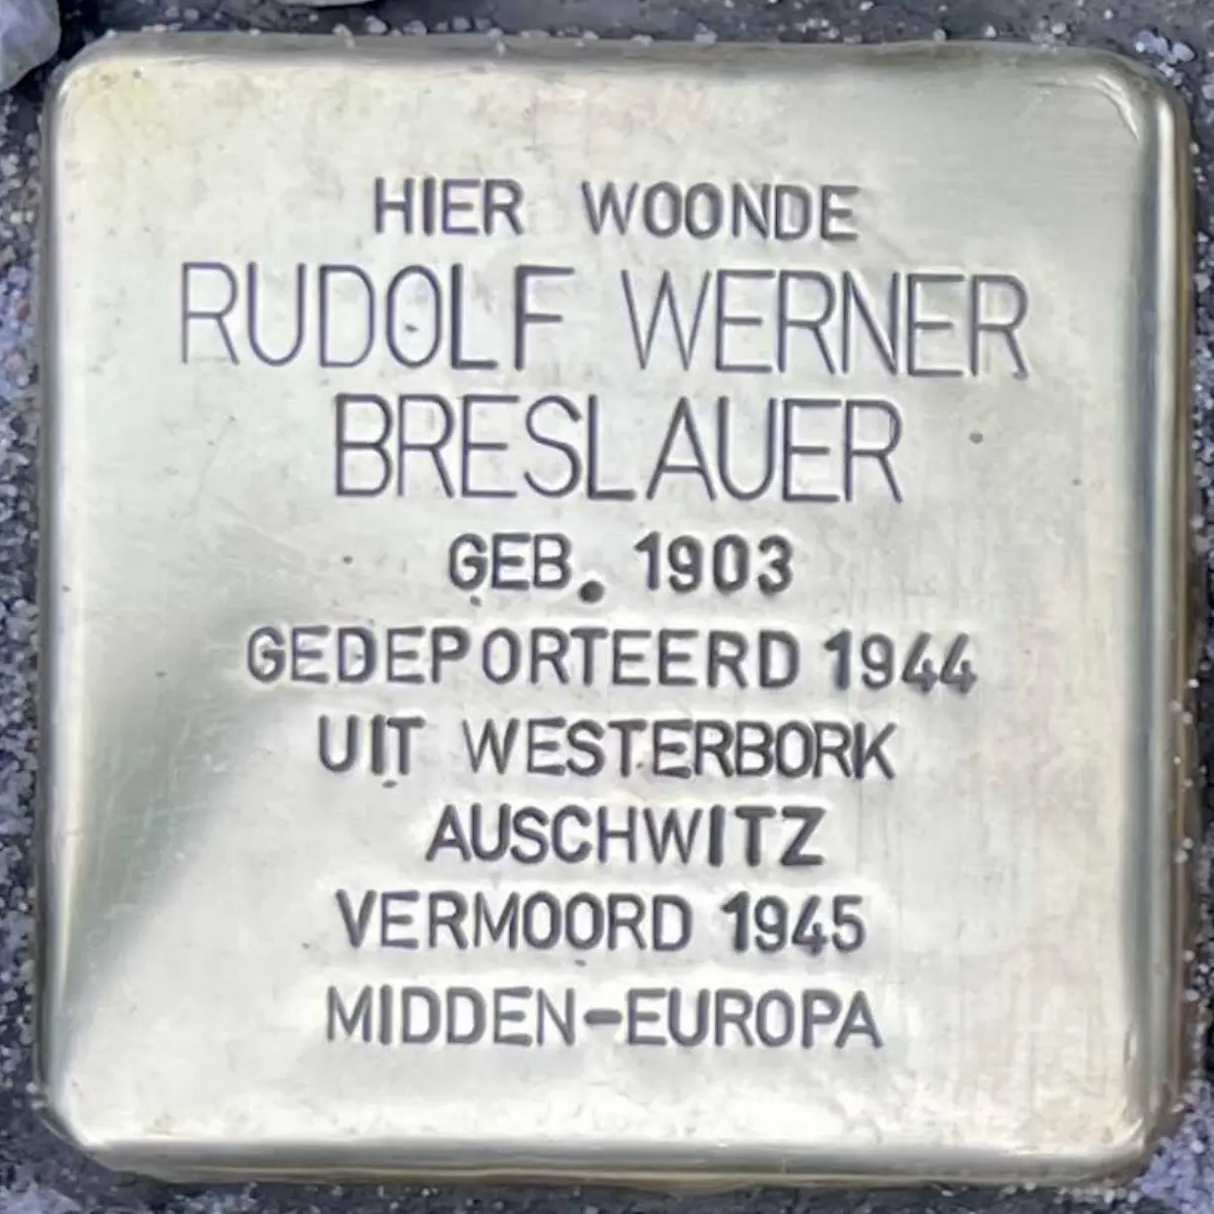 HIER WOONDE
RUDOLF WERNER
BRESLAUER
GEB. 1903
GEDEPORTEERD 1944
UIT WESTERBORK
AUSCHWITZ
VERMOORD 1945
MIDDEN-EUROPA